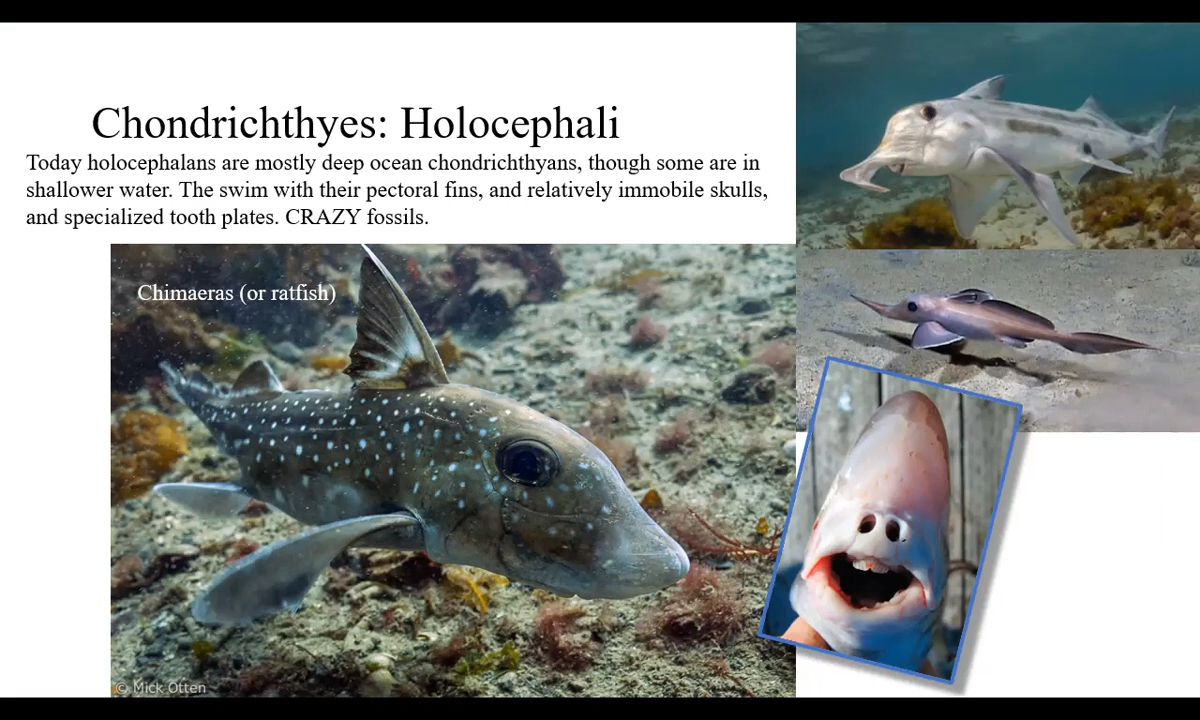 Chondrichthyes: Holocephali
Today holocephalans are mostly deep ocean chondrichthyans, though some are in
shallower water. The swim with their pectoral fins, and relatively immobile skulls,
and specialized tooth plates. CRAZY fossils.
Chimaeras (or ratfish)
© Mick Otten